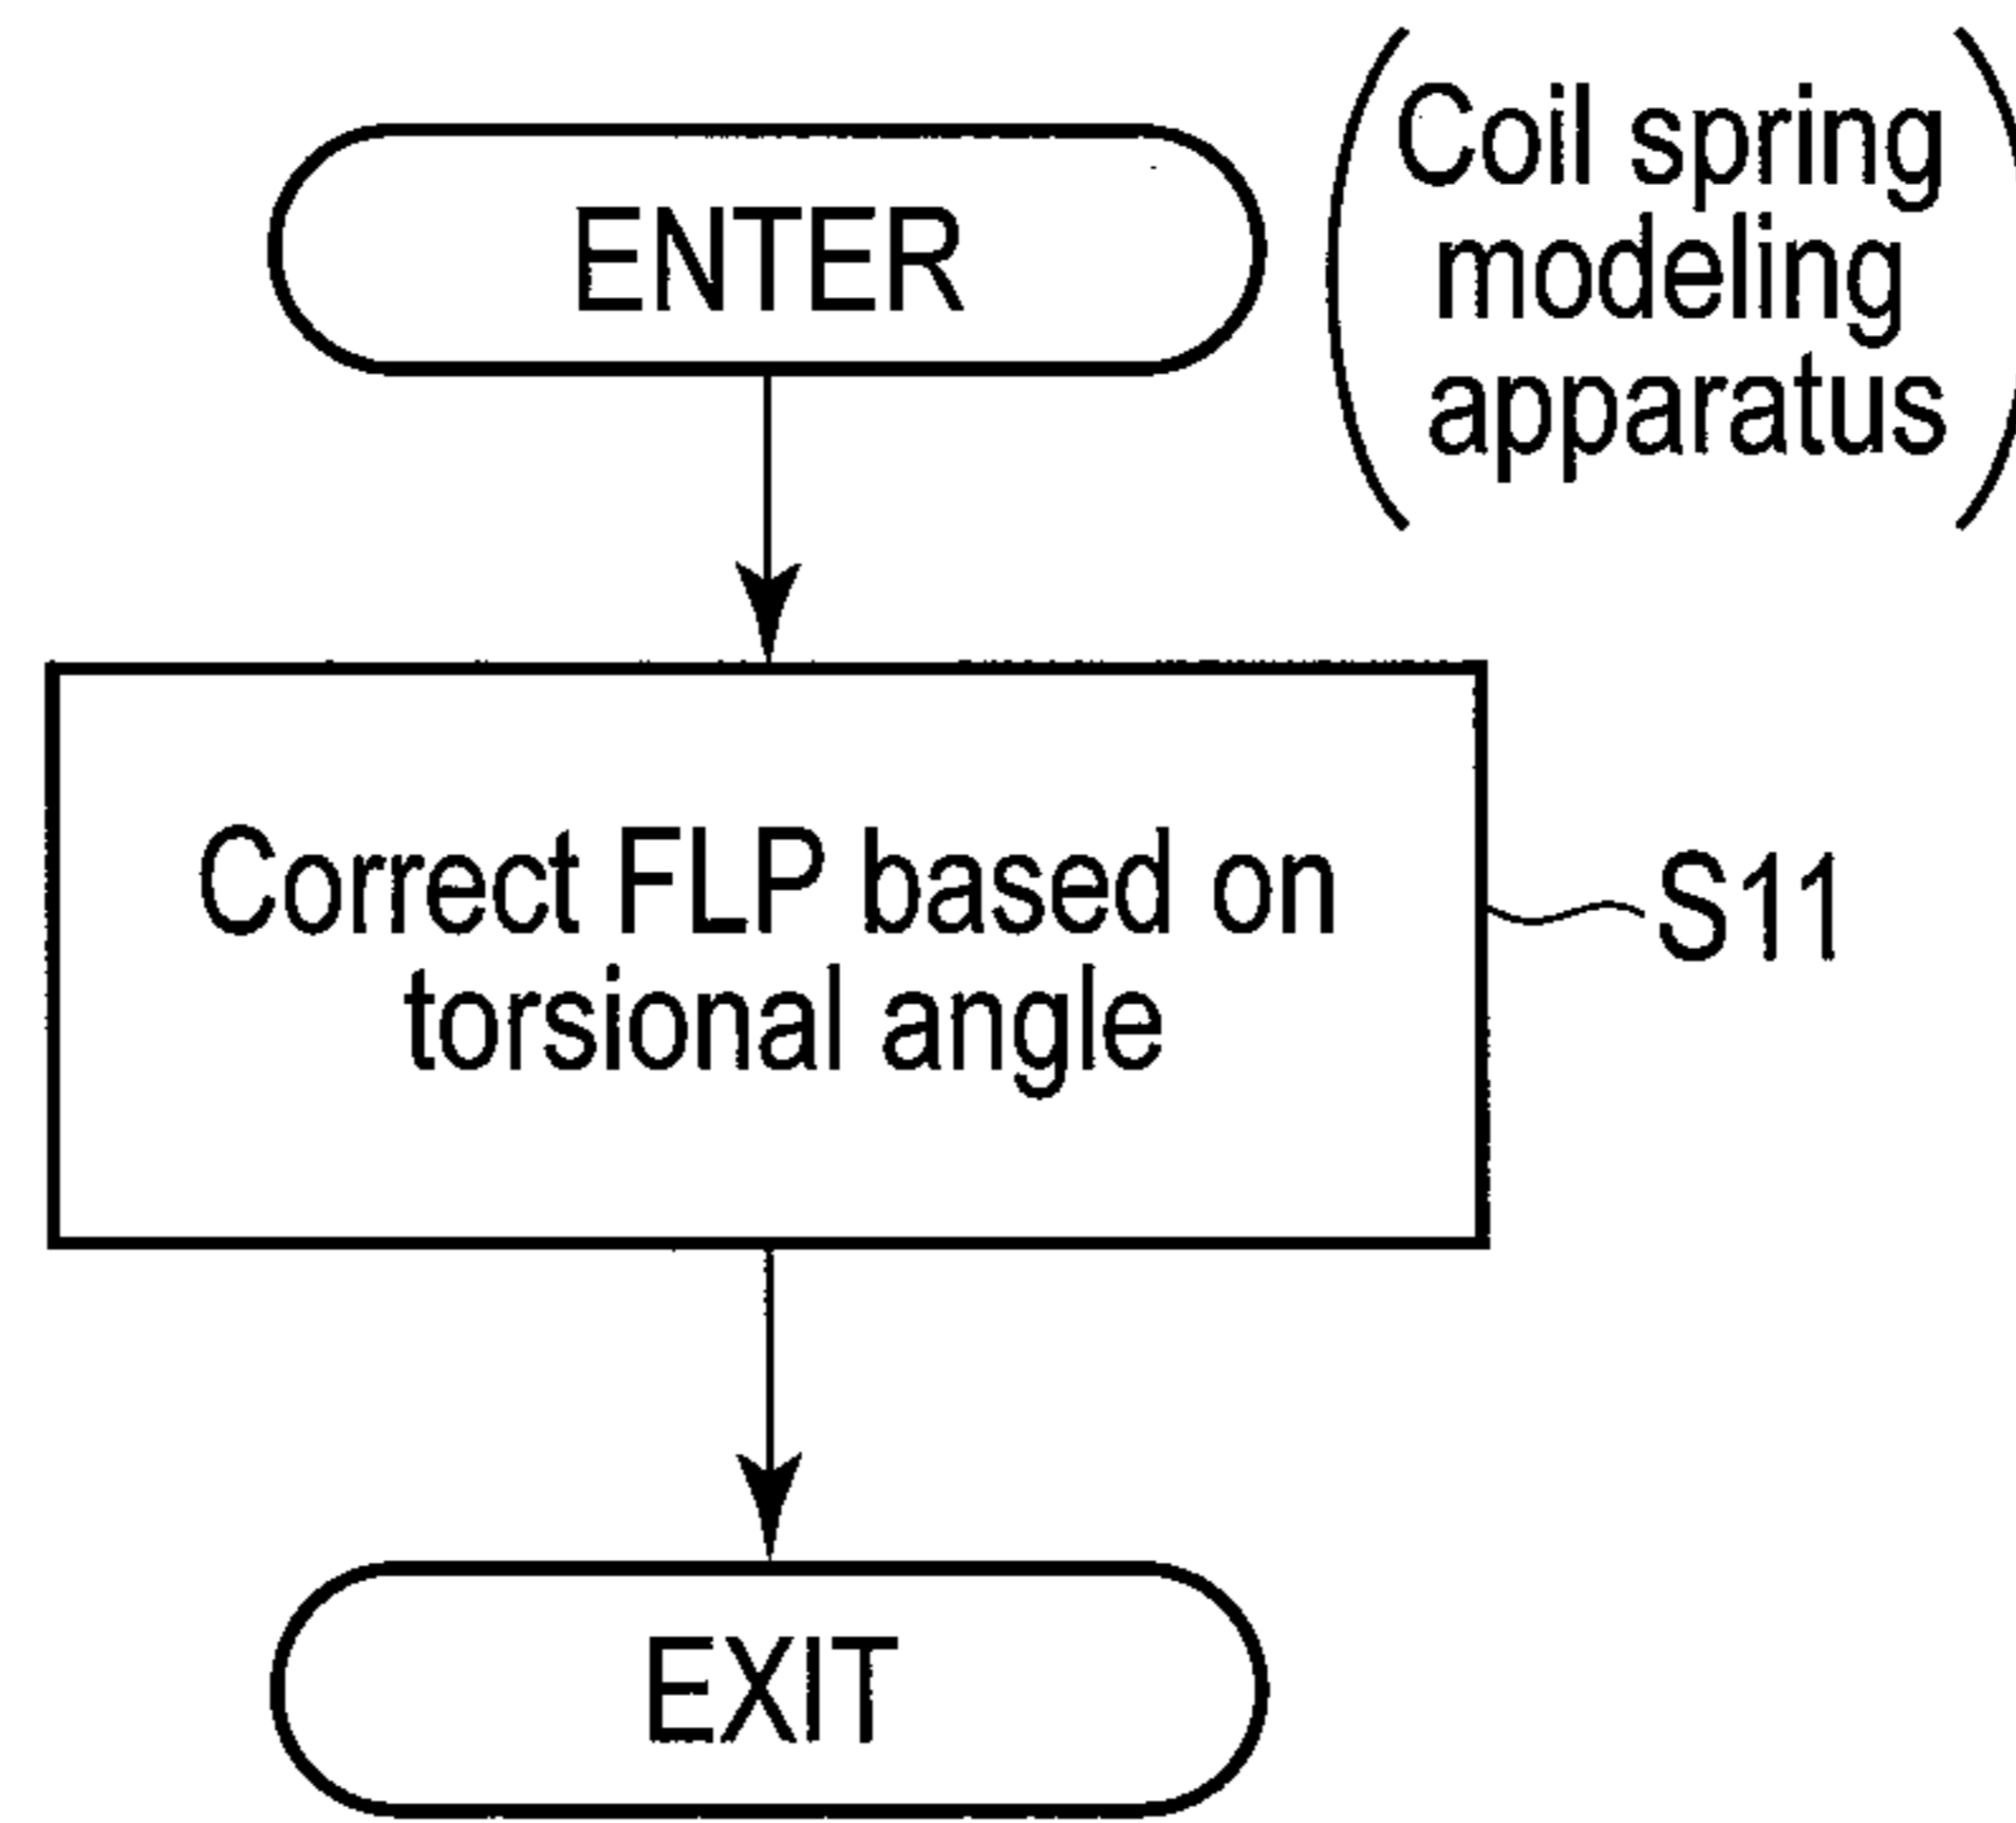 ENTER
Coil spring
modeling
apparatus
Correct FLP based on
torsional angle
S11
EXIT